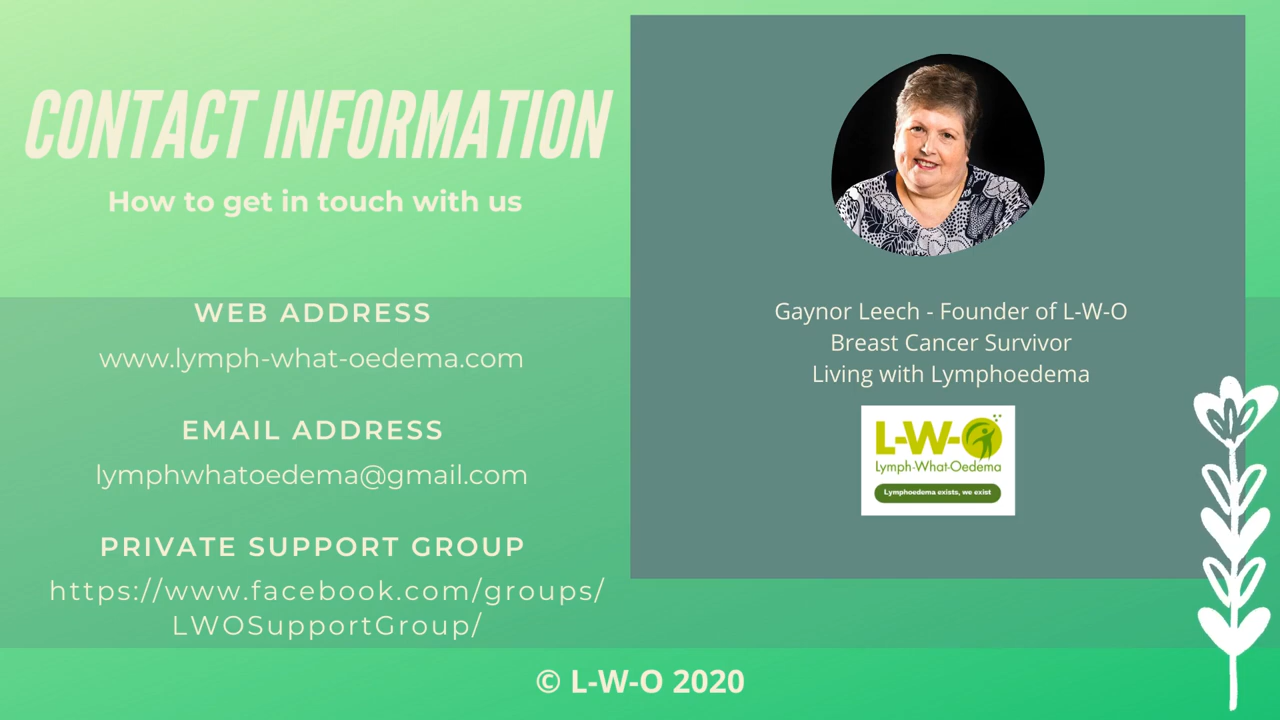 CONTACT INFORMATION
How to get in touch with us
WEB ADDRESS
www.lymph-what-oedema.com
EMAIL ADDRESS
lymphwhatoedema@gmail.com
PRIVATE SUPPORT GROUP
https://www.facebook.com/groups/
LWOSupportGroup/
Gaynor Leech - Founder of L-W-O
Breast Cancer Survivor
Living with Lymphoedema
L-W-O
Lymph-What-Oedema
Lymphoedema exists, we exist
© L-W-O 2020